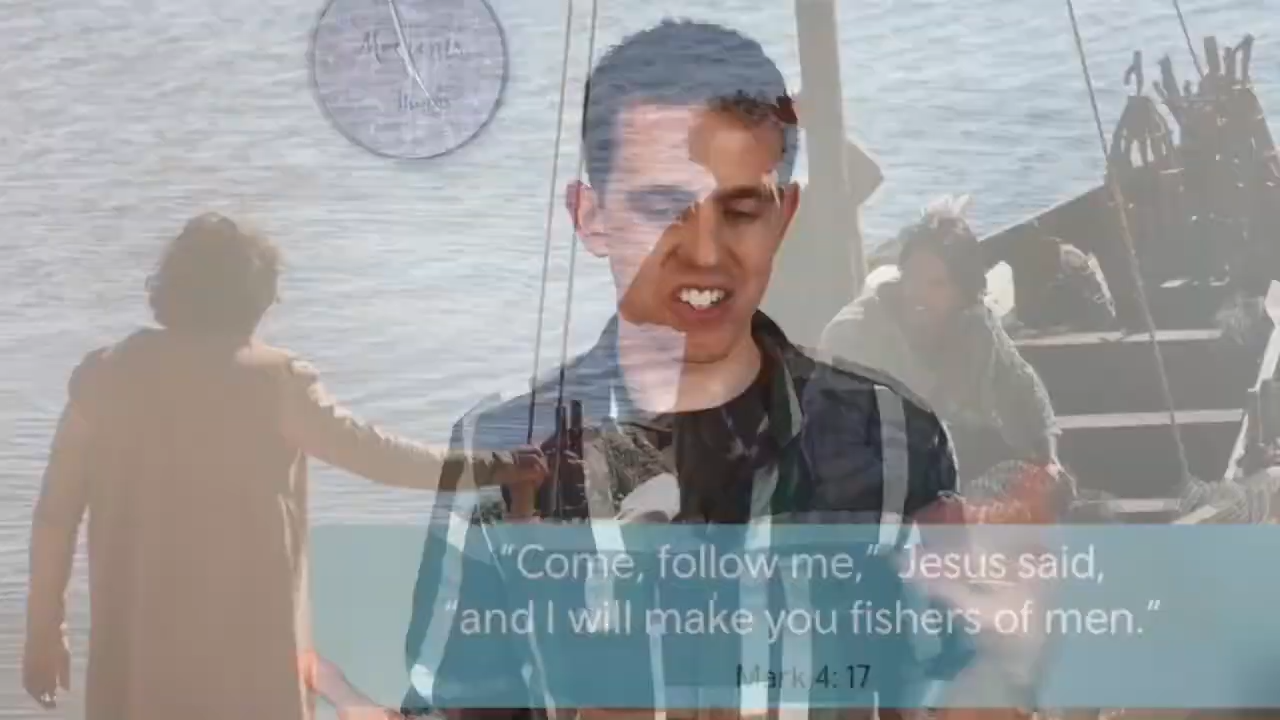 “Come, follow me,” Jesus said,
“and I will make you fishers of men.”
Mark 4: 17